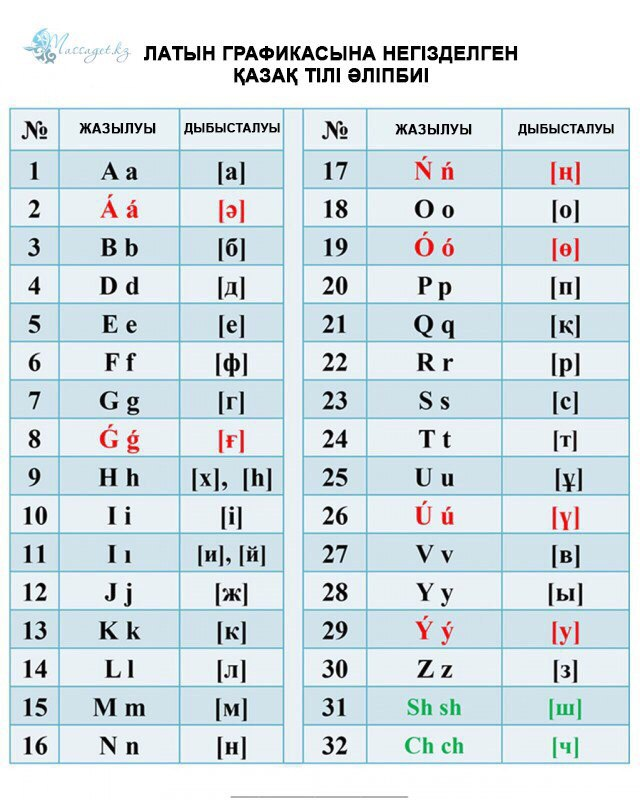 Massaget.kz
ЛАТЫН ГРАФИКАСЫНА НЕГІЗДЕЛГЕН
ҚАЗАҚ ТІЛІ ӘЛІПБИІ
№ ЖАЗЫЛУЫ ДЫБЫСТАЛУЫ № ЖАЗЫЛУЫ ДЫБЫСТАЛУЫ
1 A a [а] 17 Ń ń [ң]
2 Á á [ә] 18 O o [о]
3 B b [б] 19 Ó ó [ө]
4 D d [д] 20 P p [п]
5 E e [е] 21 Q q [қ]
6 F f [ф] 22 R r [р]
7 G g [г] 23 S s [с]
8 Ǵ ǵ [ғ] 24 T t [т]
9 H h [х], [h] 25 U u [ұ]
10 I i [і] 26 Ú ú [ү]
11 I ı [и], [й] 27 V v [в]
12 J j [ж] 28 Y y [ы]
13 K k [к] 29 Ý ý [у]
14 L l [л] 30 Z z [з]
15 M m [м] 31 Sh sh [ш]
16 N n [н] 32 Ch ch [ч]